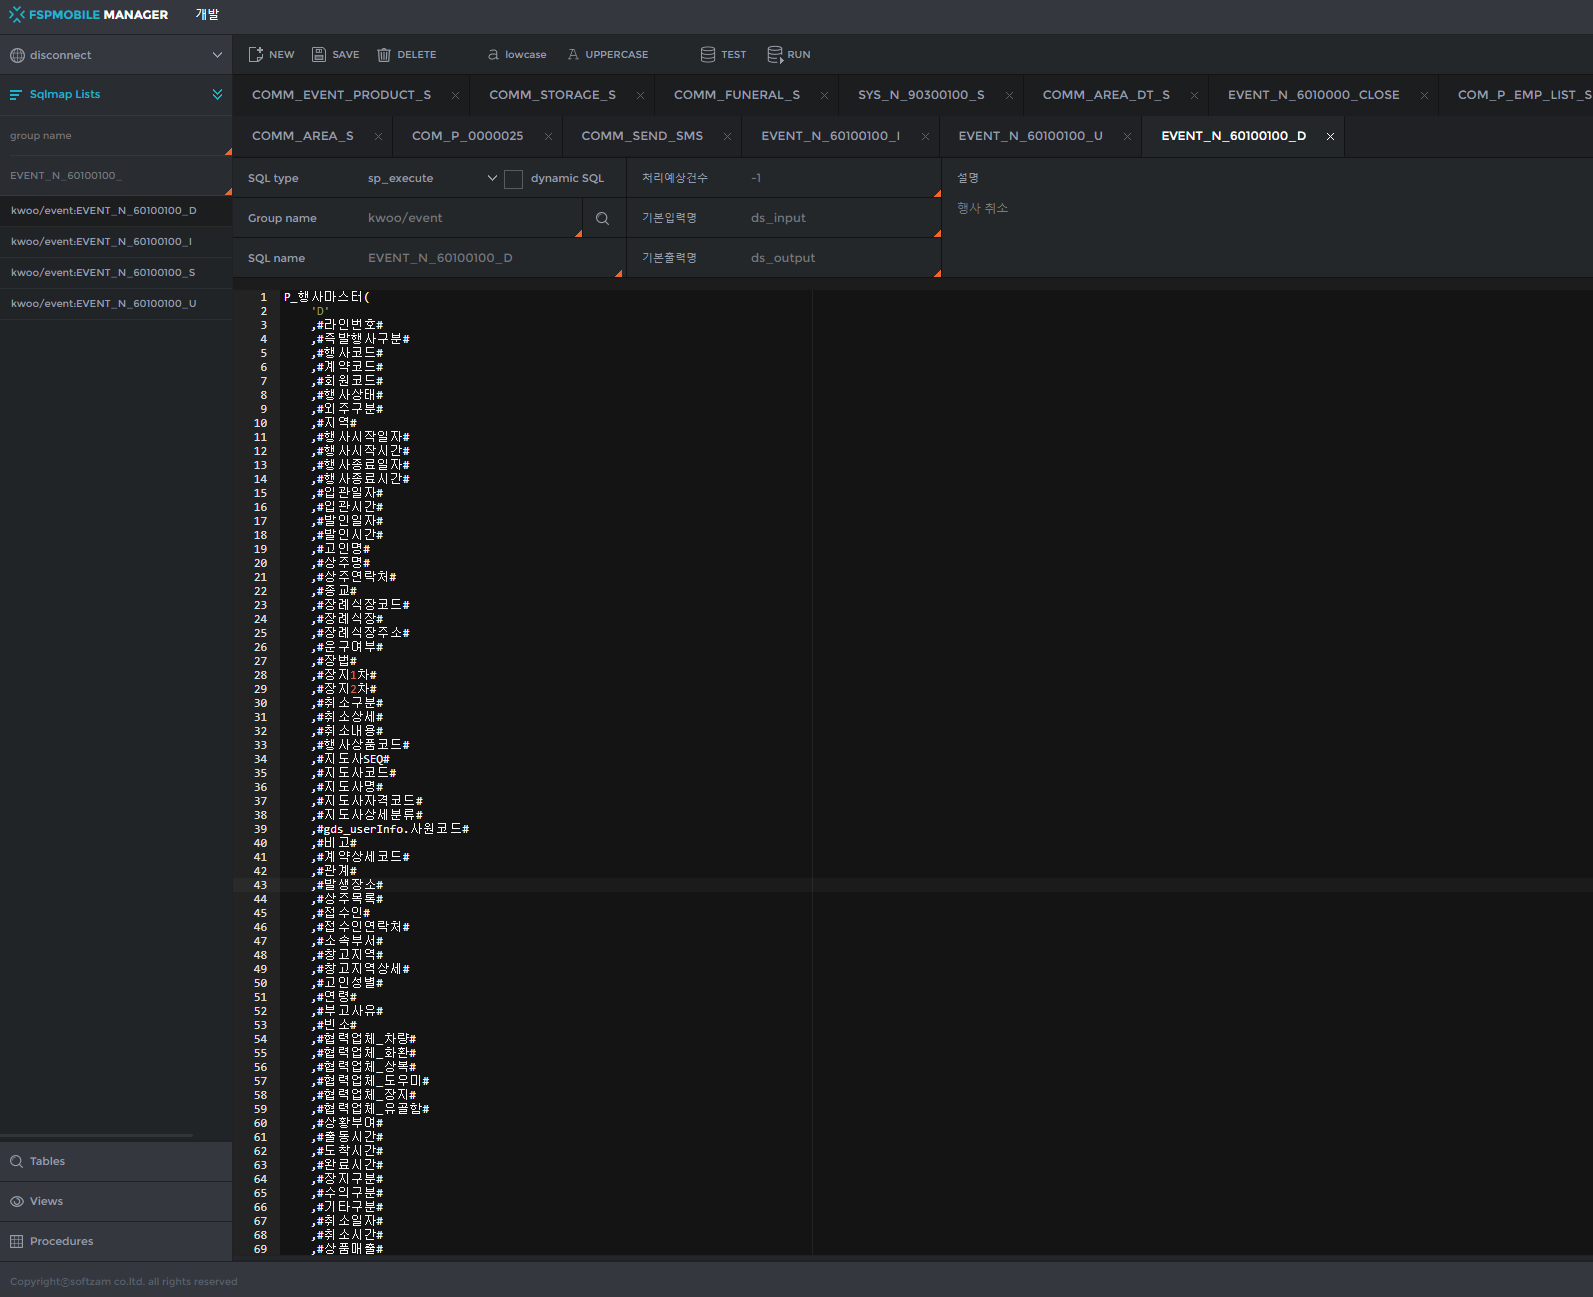 FSPMOBILE MANAGER 개발
disconnect
NEW SAVE DELETE lowcase UPPERCASE TEST RUN
Sqlmap Lists
COMM_EVENT_PRODUCT_S COMM_STORAGE_S COMM_FUNERAL_S SYS_N_90300100_S COMM_AREA_DT_S EVENT_N_6010000_CLOSE COM_P_EMP_LIST_S
group name
COMM_AREA_S COM_P_0000025 COMM_SEND_SMS EVENT_N_60100100_I EVENT_N_60100100_U EVENT_N_60100100_D
EVENT_N_60100100_
kwoo/event:EVENT_N_60100100_D
kwoo/event:EVENT_N_60100100_I
kwoo/event:EVENT_N_60100100_S
kwoo/event:EVENT_N_60100100_U
SQL type sp_execute dynamic SQL 처리예상건수 -1 설명
행사 취소
Group name kwoo/event 기본입력명 ds_input
SQL name EVENT_N_60100100_D 기본출력명 ds_output
1 P_행사마스터(
2 'D'
3 ,#라인번호#
4 ,#즉발행사구분#
5 ,#행사코드#
6 ,#계약코드#
7 ,#회원코드#
8 ,#행사상태#
9 ,#외주구분#
10 ,#지역#
11 ,#행사시작일자#
12 ,#행사시작시간#
13 ,#행사종료일자#
14 ,#행사종료시간#
15 ,#입관일자#
16 ,#입관시간#
17 ,#발인일자#
18 ,#발인시간#
19 ,#고인명#
20 ,#상주명#
21 ,#상주연락처#
22 ,#종교#
23 ,#장례식장코드#
24 ,#장례식장#
25 ,#장례식장주소#
26 ,#운구여부#
27 ,#장법#
28 ,#장지1차#
29 ,#장지2차#
30 ,#취소구분#
31 ,#취소상세#
32 ,#취소내용#
33 ,#행사상품코드#
34 ,#지도사SEQ#
35 ,#지도사코드#
36 ,#지도사명#
37 ,#지도사자격코드#
38 ,#지도사상세분류#
39 ,#gds_userInfo.사원코드#
40 ,#비고#
41 ,#계약상세코드#
42 ,#관계#
43 ,#발생장소#
44 ,#상주목록#
45 ,#접수인#
46 ,#접수인연락처#
47 ,#소속부서#
48 ,#창고지역#
49 ,#창고지역상세#
50 ,#고인성별#
51 ,#연령#
52 ,#부고사유#
53 ,#빈소#
54 ,#협력업체_차량#
55 ,#협력업체_화환#
56 ,#협력업체_상복#
57 ,#협력업체_도우미#
58 ,#협력업체_장지#
59 ,#협력업체_유골함#
60 ,#상황부여#
61 ,#출동시간#
62 ,#도착시간#
63 ,#완료시간#
64 ,#장지구분#
65 ,#수의구분#
66 ,#기타구분#
67 ,#취소일자#
68 ,#취소시간#
69 ,#상품매출#
Tables
Views
Procedures
Copyright©softzam co.ltd. all rights reserved